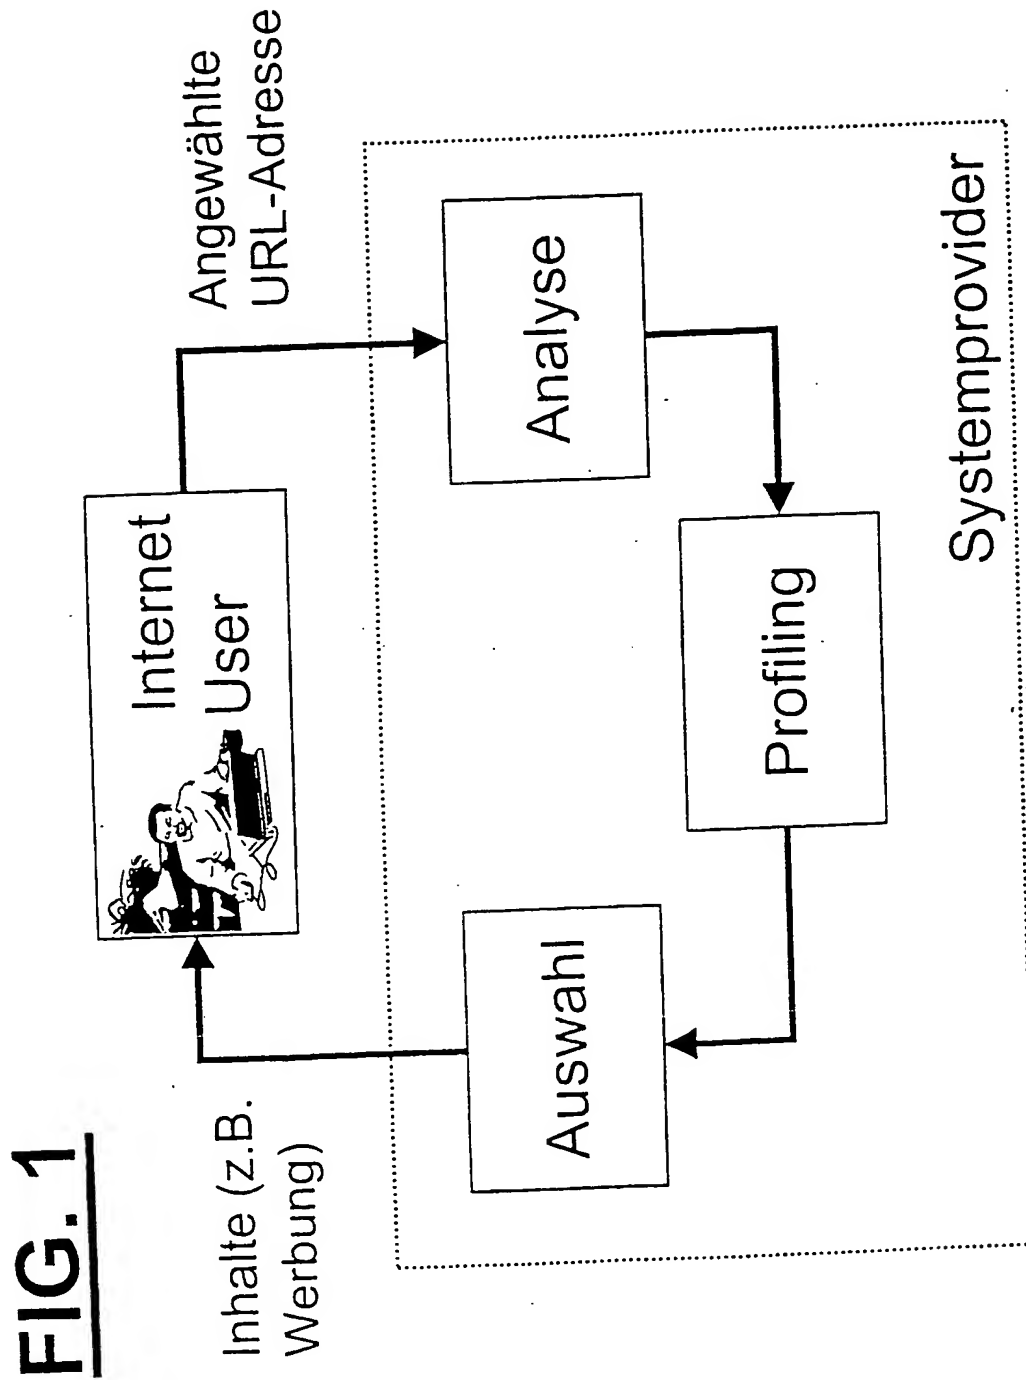 FIG. 1
Inhalte (z.B.
Werbung)
Internet
User
Angewählte
URL-Adresse
Auswahl
Analyse
Profiling
Systemprovider